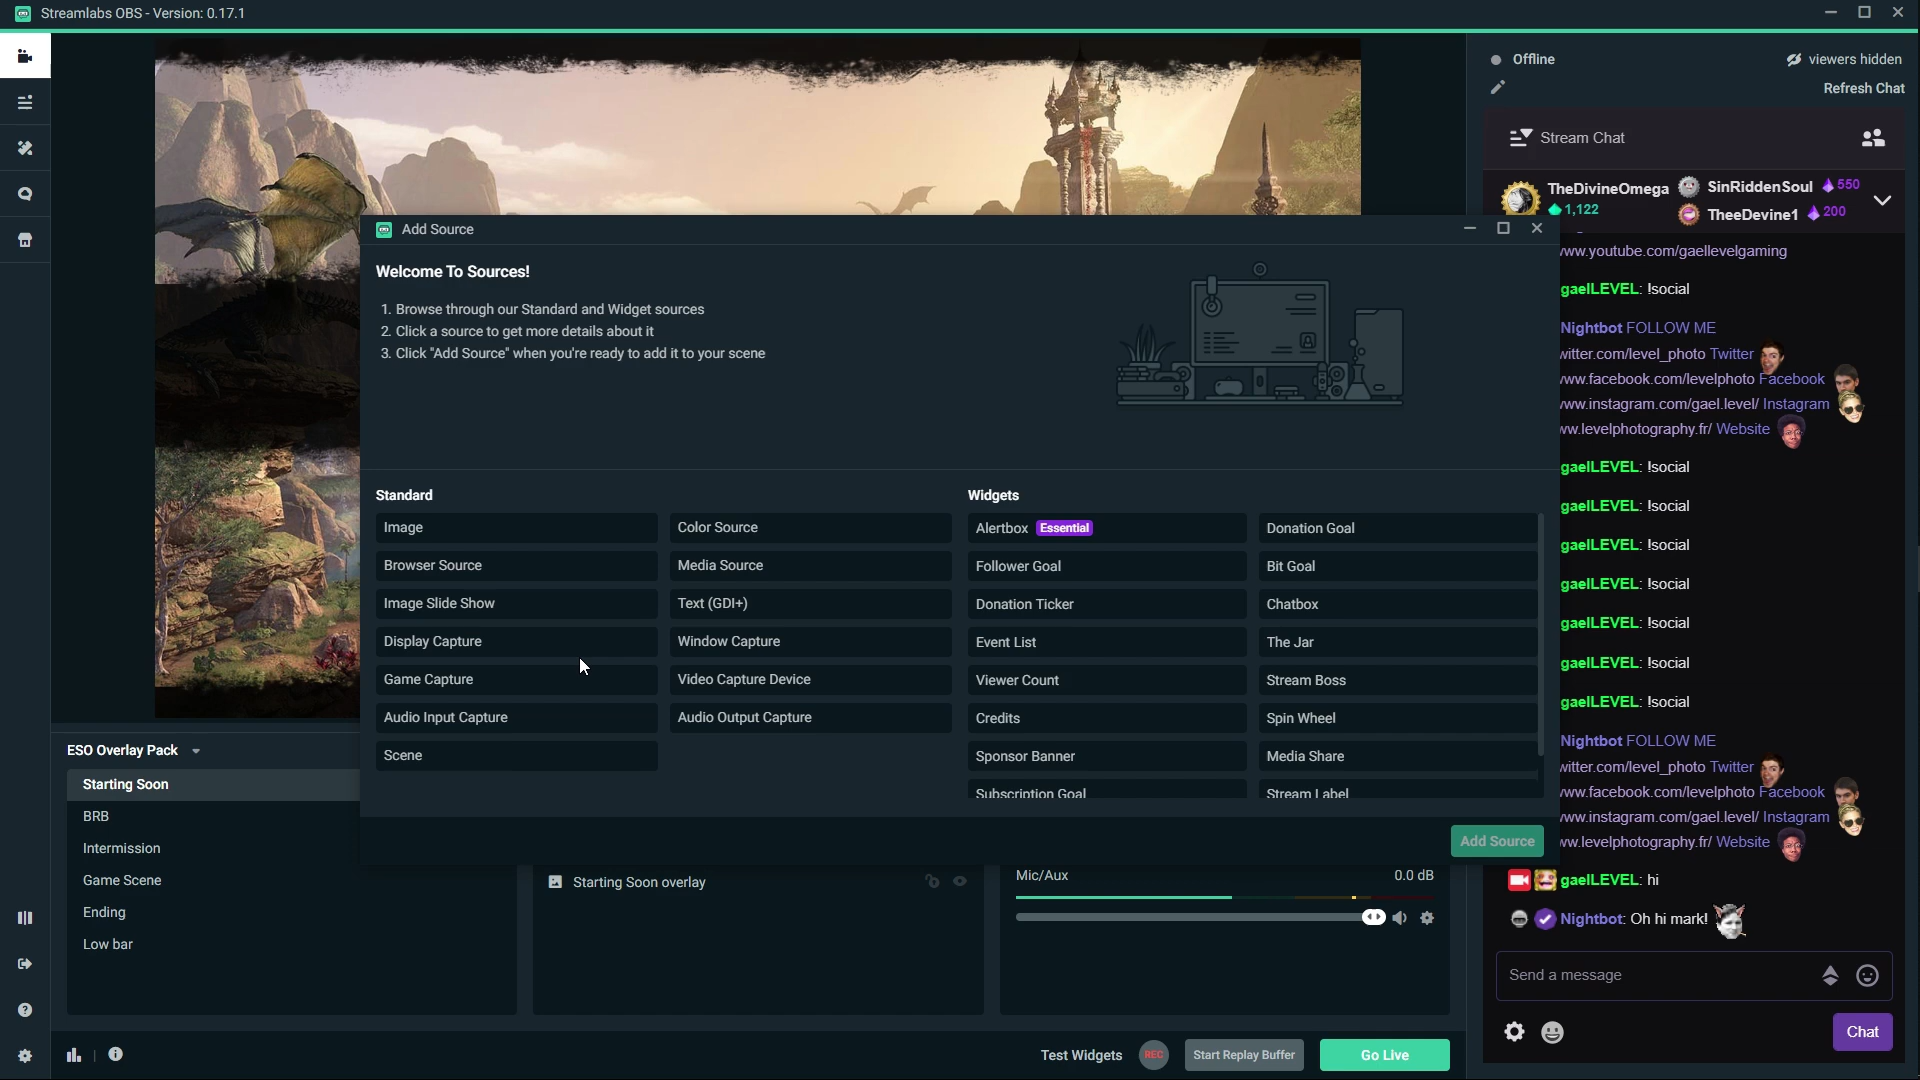 Streamlabs OBS - Version: 0.17.1
Offline
viewers hidden
Refresh Chat
Stream Chat
TheDivineOmega
1,122
SinRiddenSoul 550
TheeDevine1 200
Add Source
Welcome To Sources!
1. Browse through our Standard and Widget sources
2. Click a source to get more details about it
3. Click "Add Source" when you're ready to add it to your scene
Standard
Image
Color Source
Browser Source
Media Source
Image Slide Show
Text (GDI+)
Display Capture
Window Capture
Game Capture
Video Capture Device
Audio Input Capture
Audio Output Capture
Scene
Widgets
Alertbox Essential
Donation Goal
Follower Goal
Bit Goal
Donation Ticker
Chatbox
Event List
The Jar
Viewer Count
Stream Boss
Credits
Spin Wheel
Sponsor Banner
Media Share
Subscription Goal
Stream Label
Add Source
ww.youtube.com/gaellevelgaming
gaelLEVEL: !social
Nightbot FOLLOW ME
witter.com/level_photo Twitter
ww.facebook.com/levelphoto Facebook
ww.instagram.com/gael.level/ Instagram
w.levelphotography.fr/ Website
gaelLEVEL: !social
gaelLEVEL: !social
gaelLEVEL: !social
gaelLEVEL: !social
gaelLEVEL: !social
gaelLEVEL: !social
gaelLEVEL: !social
Nightbot FOLLOW ME
witter.com/level_photo Twitter
ww.facebook.com/levelphoto Facebook
ww.instagram.com/gael.level/ Instagram
w.levelphotography.fr/ Website
gaelLEVEL: hi
Nightbot: Oh hi mark!
Send a message
Chat
ESO Overlay Pack
Starting Soon
BRB
Intermission
Game Scene
Ending
Low bar
Starting Soon overlay
Mic/Aux
0.0 dB
Test Widgets
REC
Start Replay Buffer
Go Live